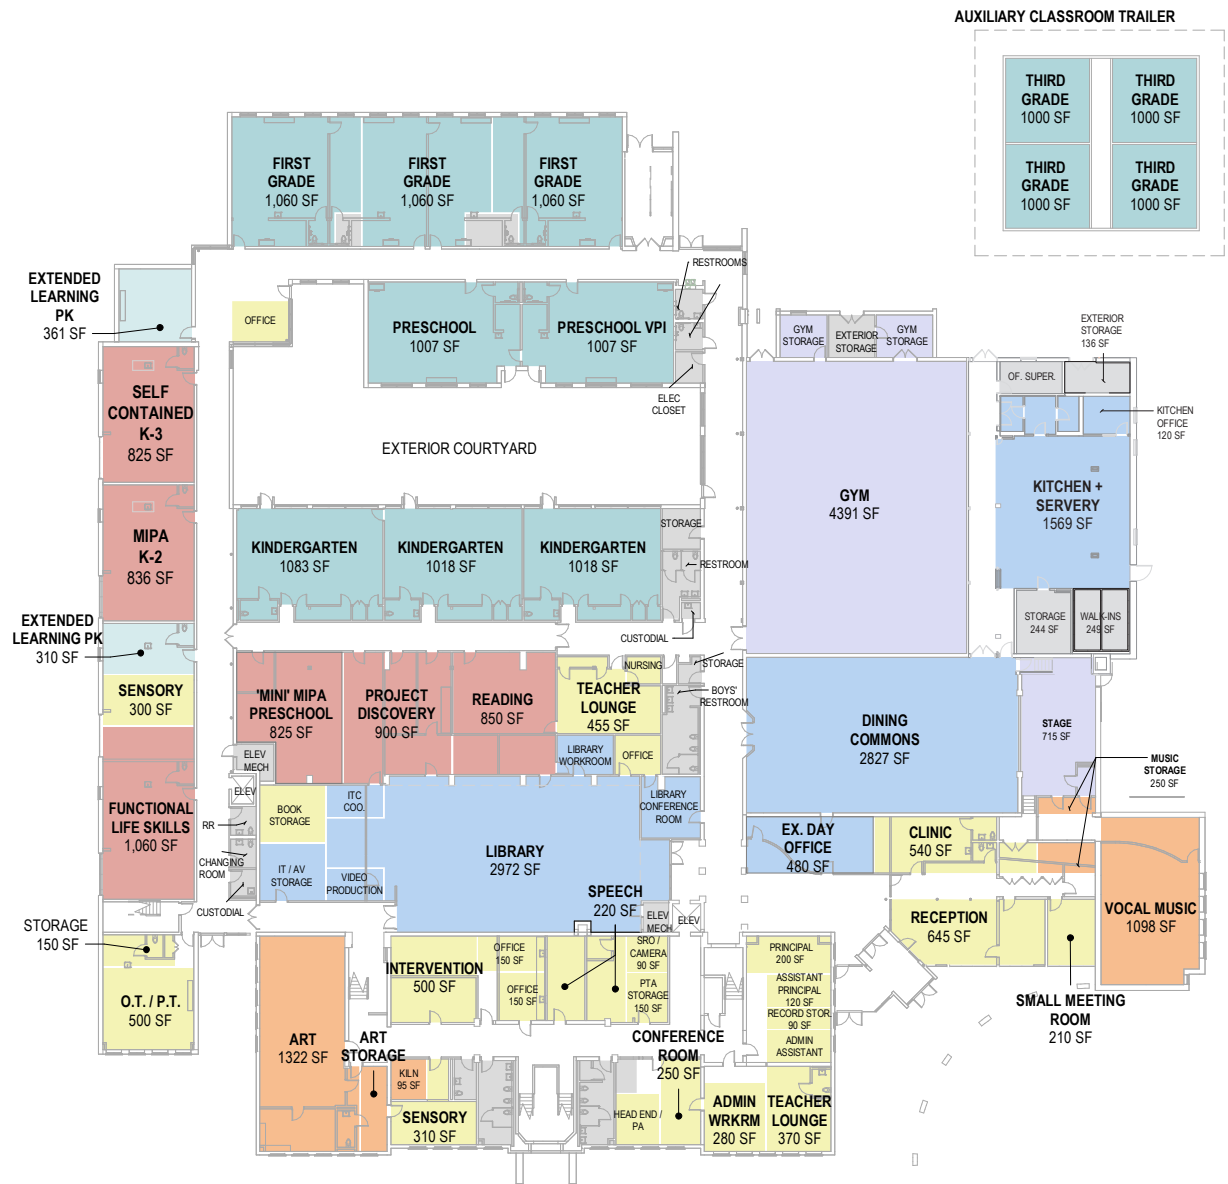 AUXILIARY CLASSROOM TRAILER
THIRD
GRADE
1000 SF
THIRD
GRADE
1000 SF
THIRD
GRADE
1000 SF
THIRD
GRADE
1000 SF
FIRST
GRADE
1,060 SF
FIRST
GRADE
1,060 SF
FIRST
GRADE
1,060 SF
RESTROOMS
EXTENDED
LEARNING
PK
361 SF
OFFICE
PRESCHOOL
1007 SF
PRESCHOOL VPI
1007 SF
GYM
STORAGE
EXTERIOR
STORAGE
GYM
STORAGE
EXTERIOR
STORAGE
136 SF
OF. SUPER.
ELEC
CLOSET
KITCHEN
OFFICE
120 SF
SELF
CONTAINED
K-3
825 SF
EXTERIOR COURTYARD
GYM
4391 SF
KITCHEN +
SERVERY
1569 SF
MIPA
K-2
836 SF
KINDERGARTEN
1083 SF
KINDERGARTEN
1018 SF
KINDERGARTEN
1018 SF
STORAGE
RESTROOM
CUSTODIAL
STORAGE
244 SF
WALK-INS
249 SF
EXTENDED
LEARNING PK
310 SF
SENSORY
300 SF
'MINI' MIPA
PRESCHOOL
825 SF
PROJECT
DISCOVERY
900 SF
READING
850 SF
NURSING
TEACHER
LOUNGE
455 SF
STORAGE
BOYS'
RESTROOM
DINING
COMMONS
2827 SF
STAGE
715 SF
MUSIC
STORAGE
250 SF
ELEV
MECH
LIBRARY
WORKROOM
OFFICE
ELEV
ITC
COO.
BOOK
STORAGE
LIBRARY
CONFERENCE
ROOM
FUNCTIONAL
LIFE SKILLS
1,060 SF
RR
CHANGING
ROOM
IT / AV
STORAGE
VIDEO
PRODUCTION
LIBRARY
2972 SF
EX. DAY
OFFICE
480 SF
CLINIC
540 SF
CUSTODIAL
SPEECH
220 SF
ELEV
MECH
ELEV
RECEPTION
645 SF
VOCAL MUSIC
1098 SF
STORAGE
150 SF
O.T. / P.T.
500 SF
INTERVENTION
500 SF
OFFICE
150 SF
OFFICE
150 SF
SRO /
CAMERA
90 SF
PTA
STORAGE
150 SF
PRINCIPAL
200 SF
ASSISTANT
PRINCIPAL
120 SF
RECORD STOR.
90 SF
ADMIN
ASSISTANT
SMALL MEETING
ROOM
210 SF
ART
1322 SF
ART
STORAGE
CONFERENCE
ROOM
250 SF
KILN
95 SF
SENSORY
310 SF
HEAD END /
PA
ADMIN
WRKRM
280 SF
TEACHER
LOUNGE
370 SF